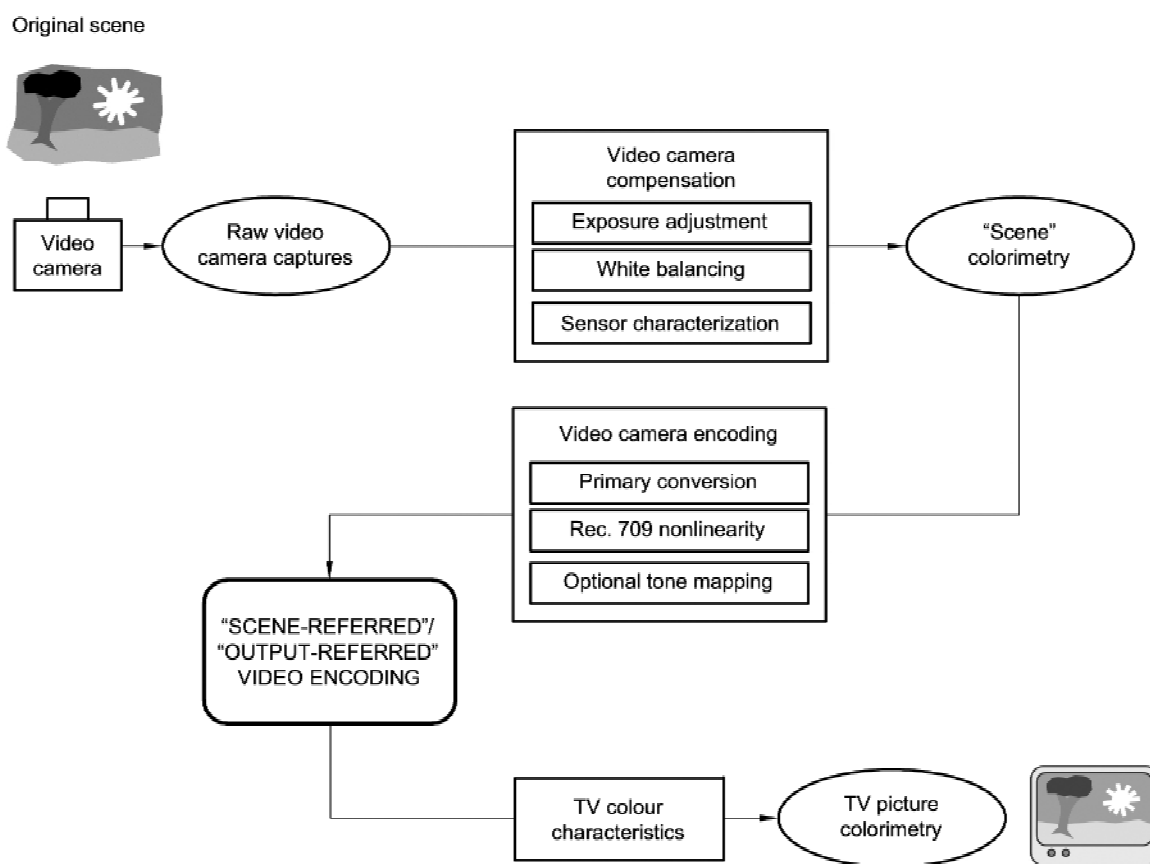 Original scene
Video
camera
Raw video
camera captures
Video camera
compensation
Exposure adjustment
White balancing
Sensor characterization
“Scene”
colorimetry
Video camera encoding
Primary conversion
Rec. 709 nonlinearity
Optional tone mapping
“SCENE-REFERRED”/
“OUTPUT-REFERRED”
VIDEO ENCODING
TV colour
characteristics
TV picture
colorimetry